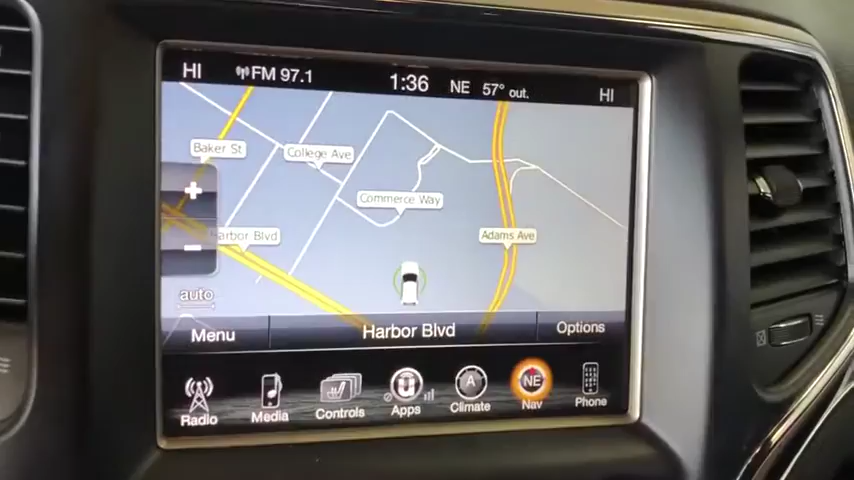 HI FM 97.1 1:36 NE 57° out. HI
Baker St
College Ave
Commerce Way
Harbor Blvd
Adams Ave
+
-
auto
Menu Harbor Blvd Options
A NE
Radio Media Controls Apps Climate Nav Phone